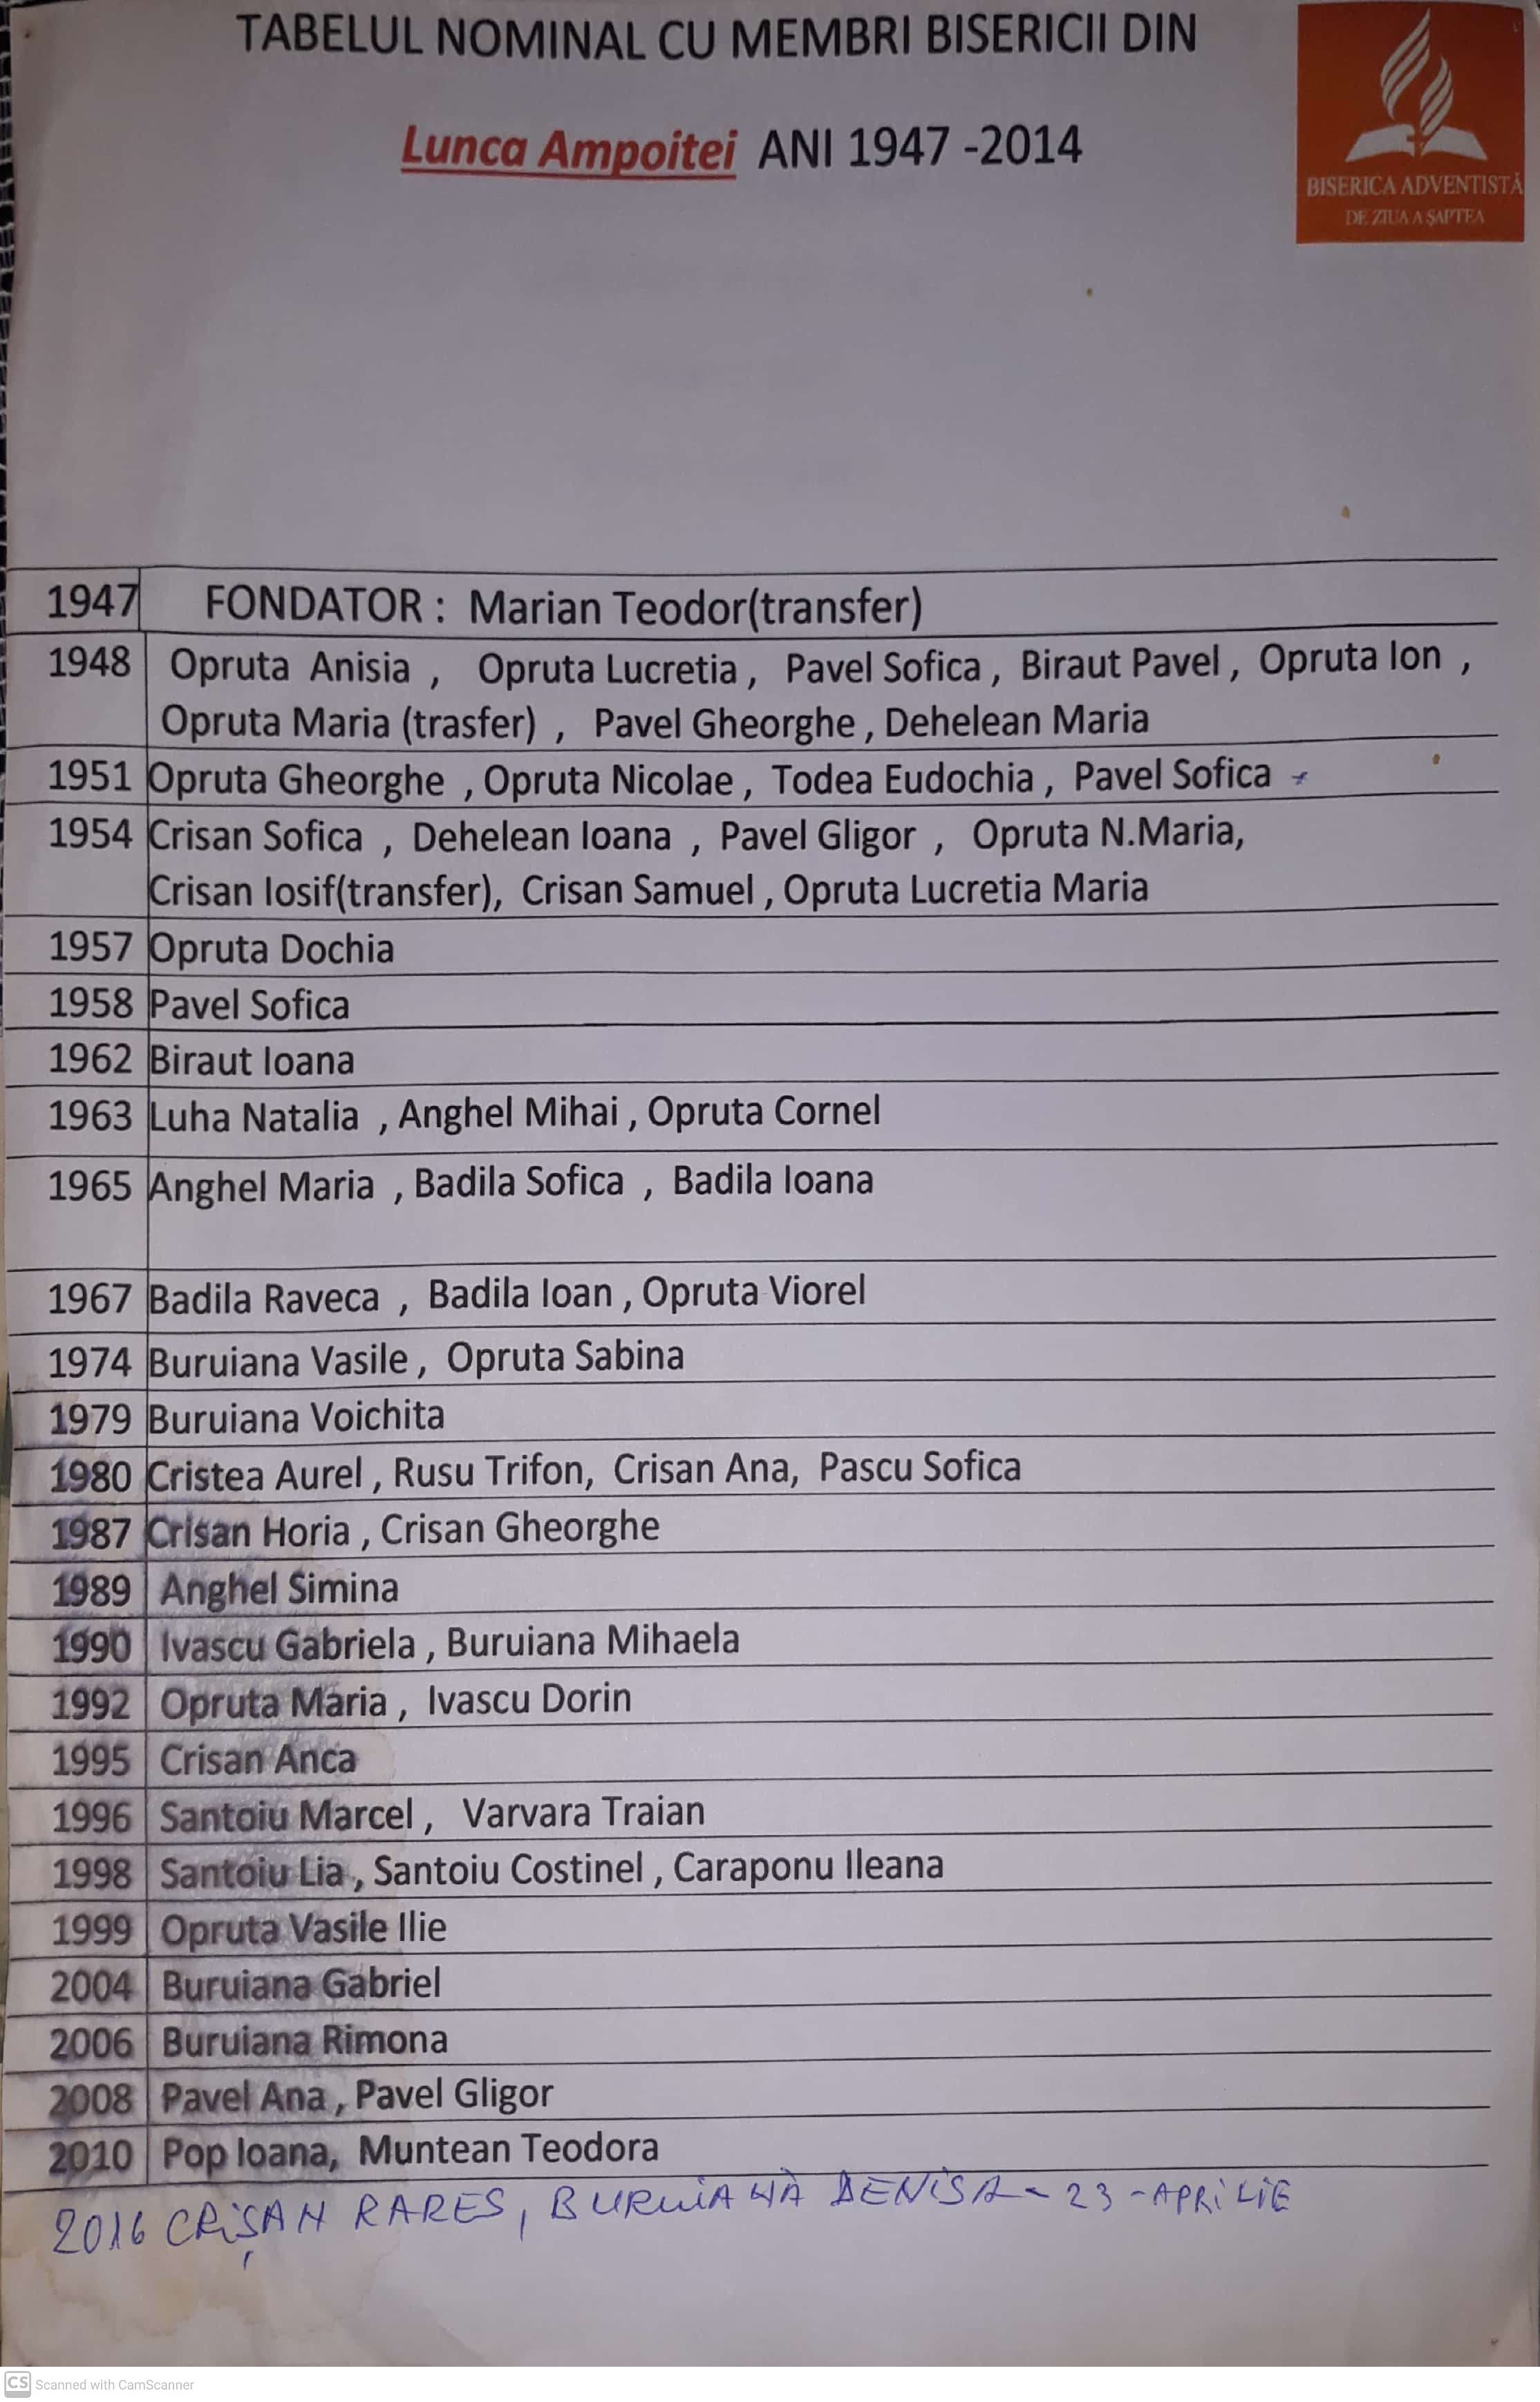 TABELUL NOMINAL CU MEMBRI BISERICII DIN
Lunca Ampoitei ANI 1947 -2014
BISERICA ADVENTISTĂ
DE ZIUA A ŞAPTEA
1947 FONDATOR : Marian Teodor(transfer)
1948 Opruta Anisia , Opruta Lucretia , Pavel Sofica , Biraut Pavel , Opruta Ion ,
Opruta Maria (trasfer) , Pavel Gheorghe , Dehelean Maria
1951 Opruta Gheorghe , Opruta Nicolae , Todea Eudochia , Pavel Sofica
1954 Crisan Sofica , Dehelean Ioana , Pavel Gligor , Opruta N.Maria,
Crisan Iosif(transfer), Crisan Samuel , Opruta Lucretia Maria
1957 Opruta Dochia
1958 Pavel Sofica
1962 Biraut Ioana
1963 Luha Natalia , Anghel Mihai , Opruta Cornel
1965 Anghel Maria , Badila Sofica , Badila Ioana
1967 Badila Raveca , Badila Ioan , Opruta Viorel
1974 Buruiana Vasile , Opruta Sabina
1979 Buruiana Voichita
1980 Cristea Aurel , Rusu Trifon, Crisan Ana, Pascu Sofica
1987 Crisan Horia , Crisan Gheorghe
1989 Anghel Simina
1990 Ivascu Gabriela , Buruiana Mihaela
1992 Opruta Maria , Ivascu Dorin
1995 Crisan Anca
1996 Santoiu Marcel , Varvara Traian
1998 Santoiu Lia , Santoiu Costinel , Caraponu Ileana
1999 Opruta Vasile Ilie
2004 Buruiana Gabriel
2006 Buruiana Rimona
2008 Pavel Ana , Pavel Gligor
2010 Pop Ioana, Muntean Teodora
2016 CRIŞAN RARES, BURUIANĂ DENISA - 23 - APRILIE
CS Scanned with CamScanner